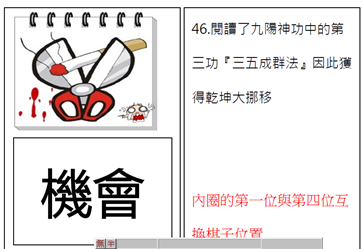 機會
46.閱讀了九陽神功中的第
三功『三五成群法』因此獲
得乾坤大挪移
內圈的第一位與第四位互
換棋子位置
無半